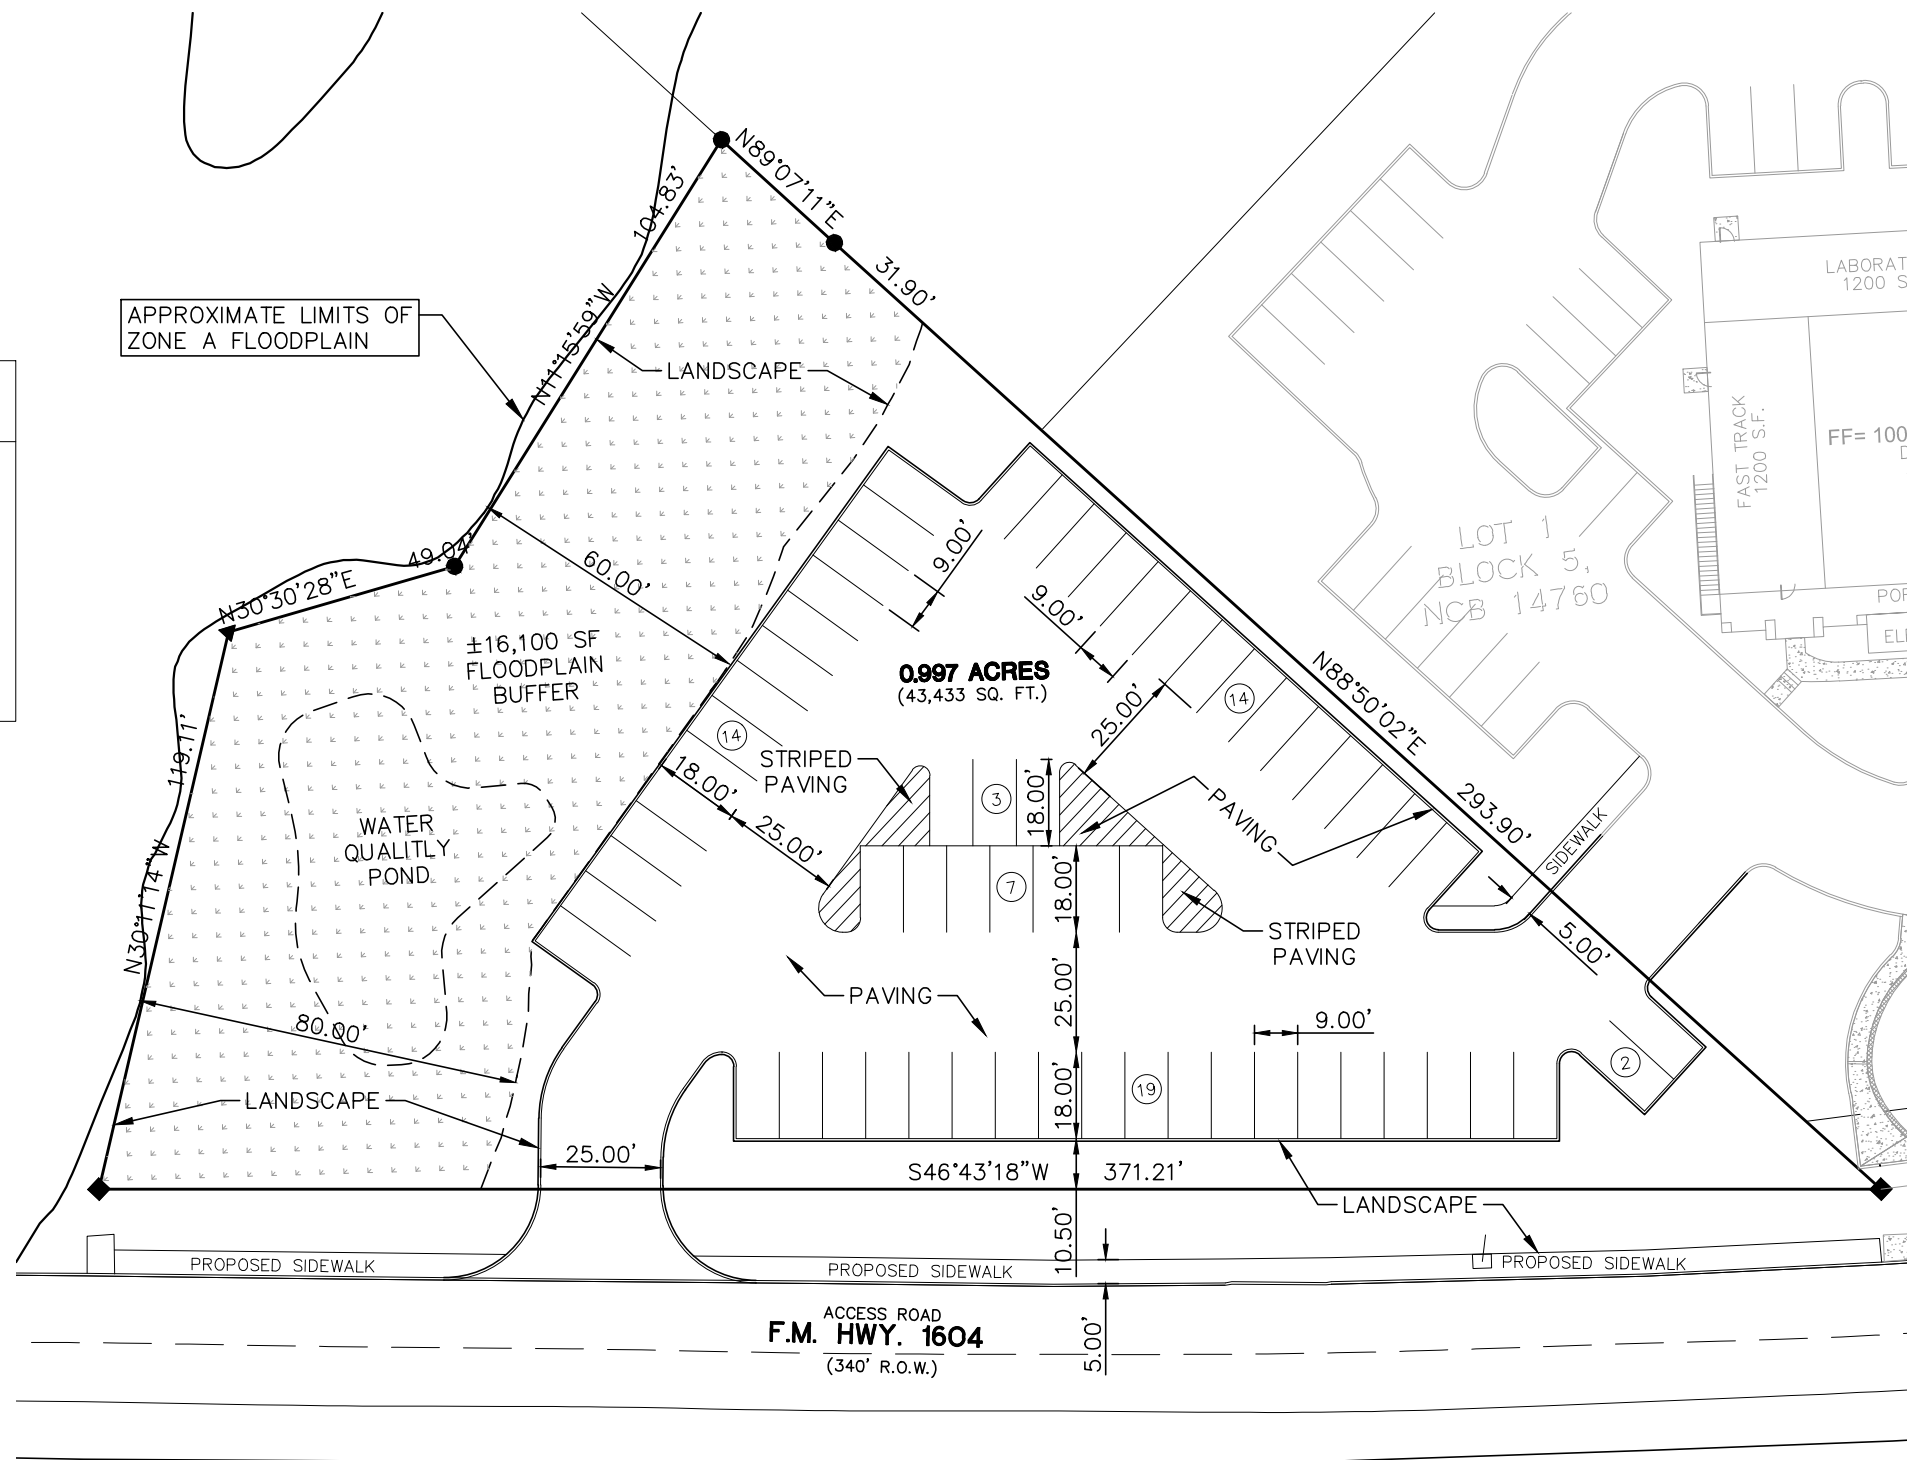 N89°07'11"E
31.90'
104.83'
N11°15'59"W
APPROXIMATE LIMITS OF
ZONE A FLOODPLAIN
LANDSCAPE
49.04'
N30°30'28"E
60.00'
±16,100 SF
FLOODPLAIN
BUFFER
119.11'
N30°11'14"W
WATER
QUALITLY
POND
80.00'
LANDSCAPE
25.00'
9.00'
9.00'
0.997 ACRES
(43,433 SQ. FT.)
14
STRIPED
PAVING
18.00'
25.00'
3
18.00'
25.00'
14
N88°50'02"E
293.90'
PAVING
7
18.00'
STRIPED
PAVING
PAVING
25.00'
9.00'
18.00'
19
2
5.00'
SIDEWALK
S46°43'18"W 371.21'
LANDSCAPE
10.50'
PROPOSED SIDEWALK
PROPOSED SIDEWALK
PROPOSED SIDEWALK
5.00'
ACCESS ROAD
F.M. HWY. 1604
(340' R.O.W.)
LOT 1
BLOCK 5,
NCB 14760
LABORAT
1200 S
FAST TRACK
1200 S.F.
FF= 100
POR
ELE